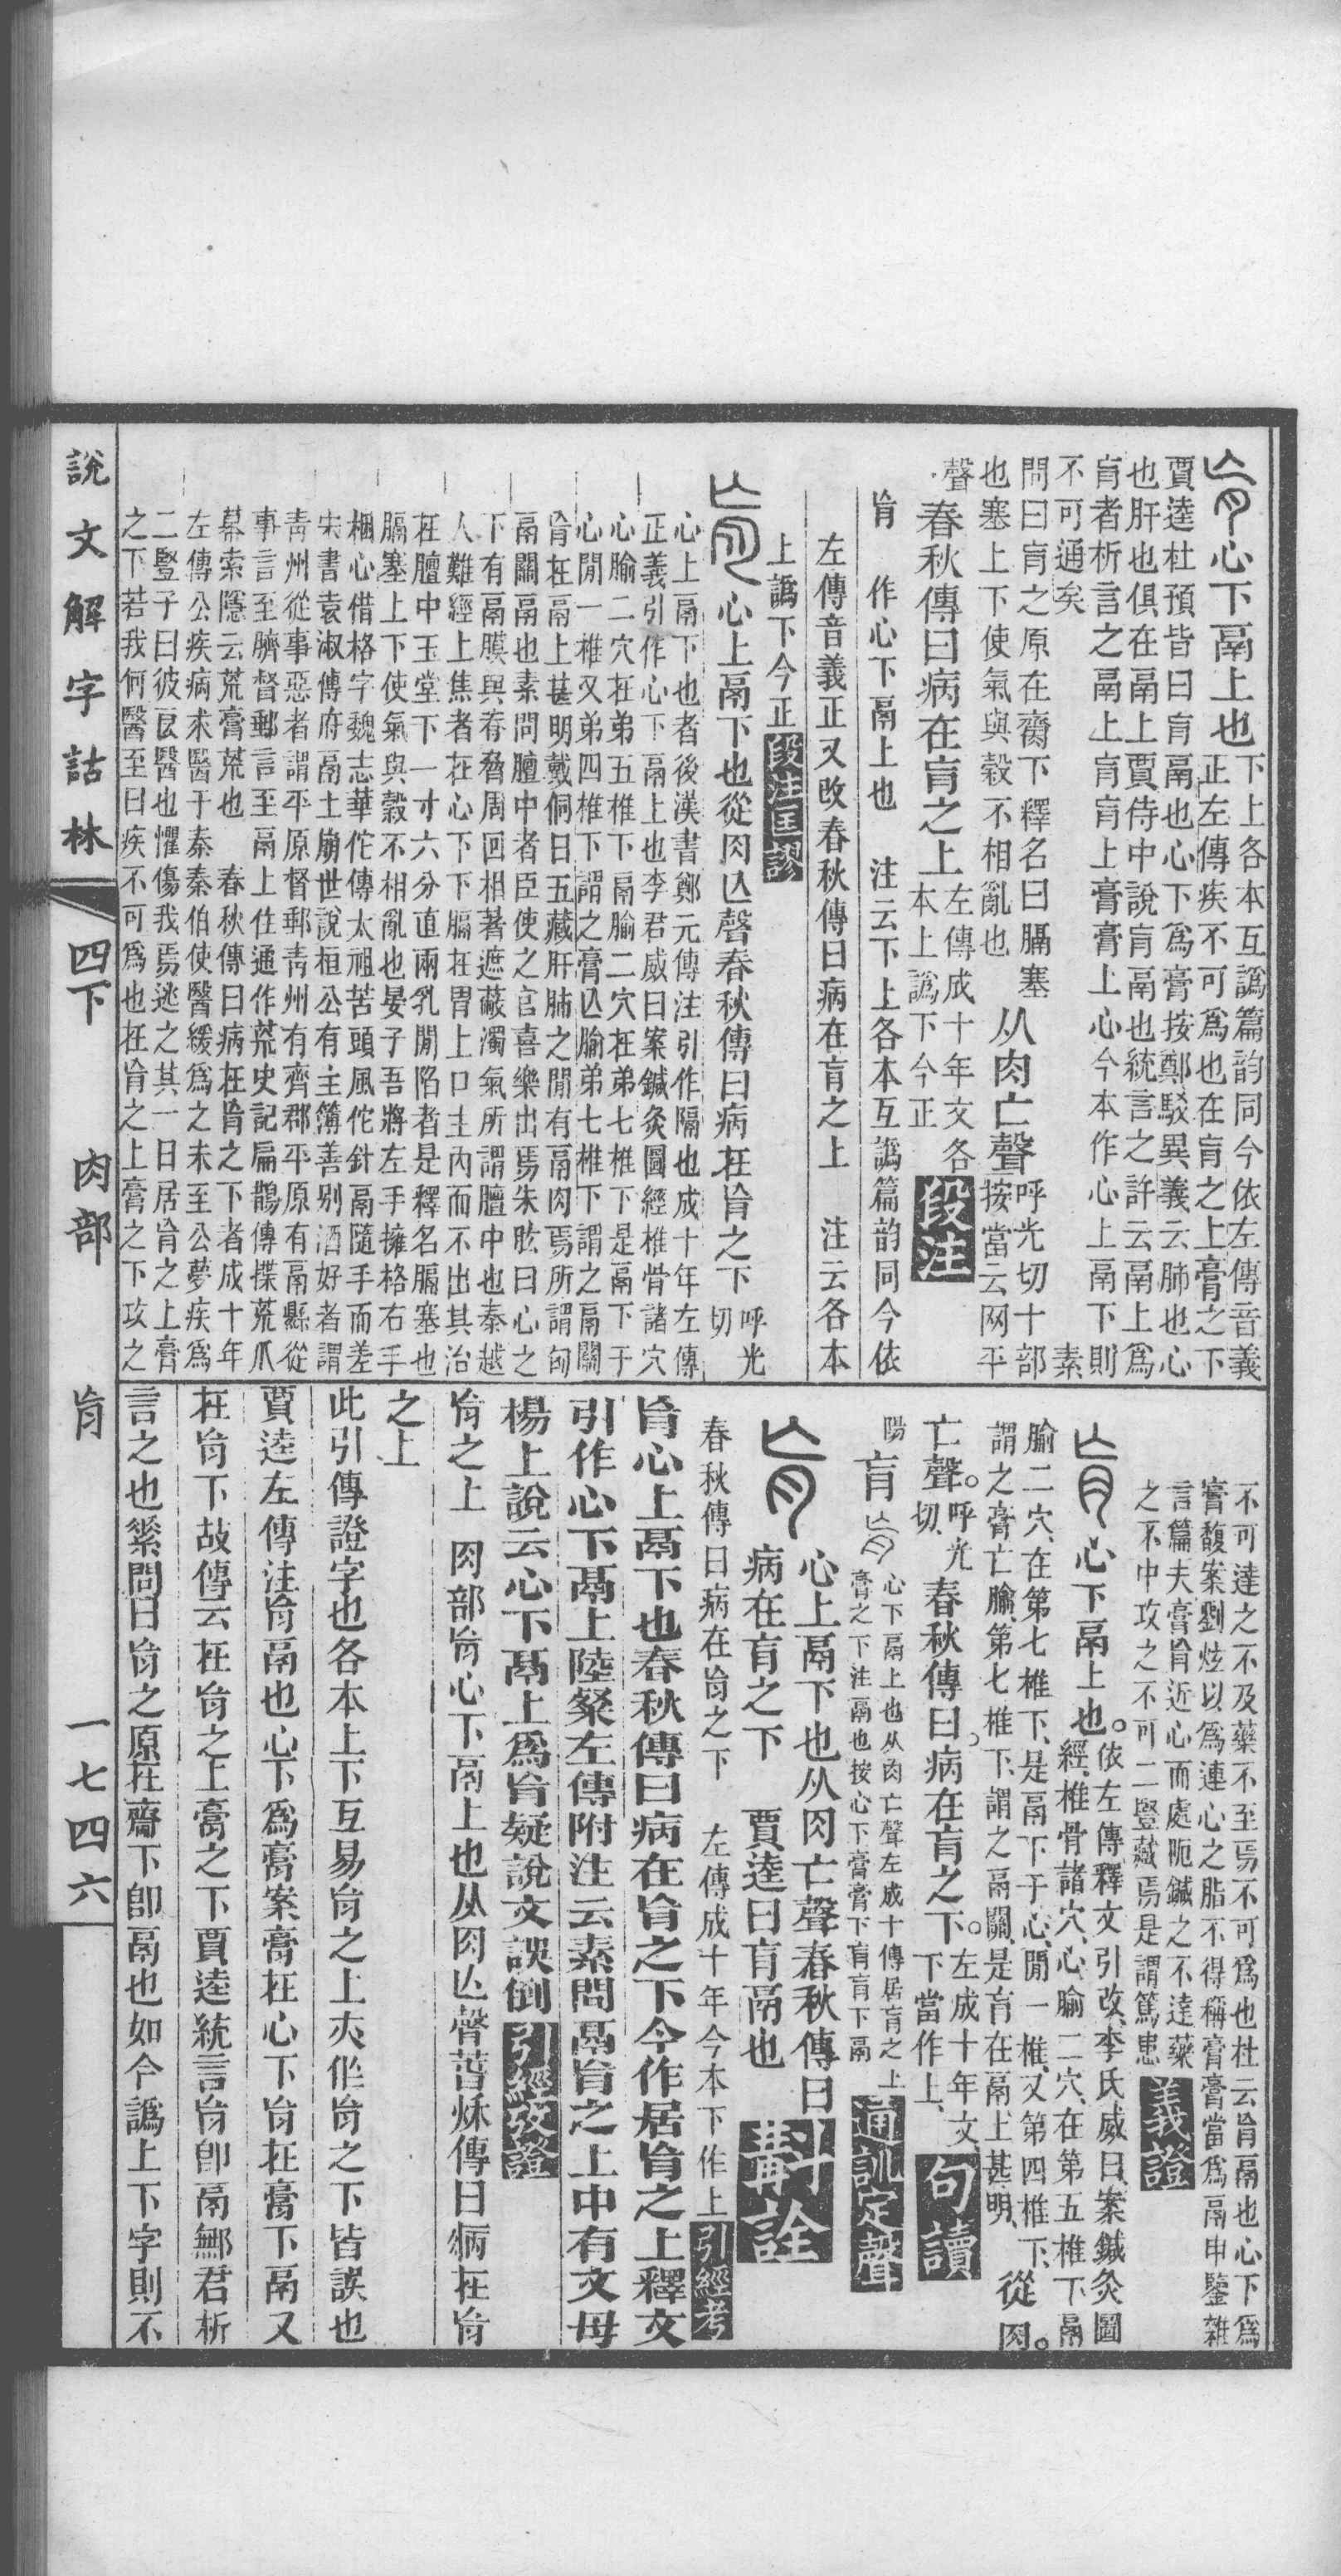 心下鬲上也下上各本互譌篇韵同今依左傳音義
正左傳疾不可爲也在肓之上膏之下
賈逵杜預皆曰肓鬲也心下爲膏按鄭駁異義云肺也心
也肝也俱在鬲上賈侍中說肓鬲也統言之許云鬲上爲
肓者析言之鬲上肓肓上膏膏上心今本作心上鬲下則
不可通矣 素
問曰肓之原在齎下釋名曰膈塞
也塞上下使氣與穀不相亂也
从肉亡聲呼光切十部
按當云网平
聲
春秋傳曰病在肓之上左傳成十年文各
本上譌下今正
段注
肓 作心下鬲上也 注云下上各本互譌篇韵同今依
左傳音義正又改春秋傳曰病在肓之上 注云各本
上譌下今正段注匡謬
心上鬲下也從肉亾聲春秋傳曰病在肓之下呼光
切
心上鬲下也者後漢書鄭元傳注引作隔也成十年左傳
正義引作心下鬲上也李君威曰案鍼灸圖經椎骨諸穴
心腧二穴在弟五椎下鬲腧二穴在弟七椎下是鬲下于
心閒一椎又弟四椎下謂之膏亾腧弟七椎下謂之鬲關
肓在鬲上甚明戴侗曰五藏肝肺之閒有鬲肉焉所謂
鬲關鬲也素問膻中者臣使之官喜樂出焉朱肱曰心之
下有鬲膜與脊脅周回相著遮蔽濁氣所謂膻中也秦越
人難經上焦者在心下下膈在胃上口主內而不出其治
在膻中玉堂下一寸六分直兩乳閒陷者是釋名膈塞也
膈塞上下使氣與穀不相亂也晏子吾將左手擁格右手
梱心借格字魏志華佗傳太祖苦頭風佗針鬲隨手而差
宋書袁淑傳府鬲土崩世說桓公有主簿善別酒好者謂
靑州從事惡者謂平原督郵靑州有齊郡平原有鬲縣從
事言至臍督郵言至鬲上住通作荒史記扁鵲傳揲荒爪
幕索隱云荒膏荒也 春秋傳曰病在肓之下者成十年
左傳公疾病求醫于秦秦伯使醫緩爲之未至公夢疾爲
二豎子曰彼良醫也懼傷我焉逃之其一曰居肓之上膏
之下若我何醫至曰疾不可爲也在肓之上膏之下攻之
不可達之不及藥不至焉不可爲也杜云肓鬲也心下爲
膏馥案劉炫以爲連心之脂不得稱膏膏當爲鬲申鑒雜
言篇夫膏肓近心而處阨鍼之不達藥
之不中攻之不可二豎藏焉是謂篤患
義證
心下鬲上也。依左傳釋文引改、李氏威曰、案鍼灸圖
經、椎骨諸穴、心腧二穴、在第五椎下、鬲
腧二穴、在第七椎下、是鬲下于心、閒一椎、又第四椎下、
謂之膏亡腧、第七椎下、謂之鬲關、是肓在鬲上甚明、
從肉。
亡聲。呼光
切、春秋傳曰。病在肓之下。左成十年文、
下當作上、
句讀
陽
肓心下鬲上也从肉亡聲左成十傳居肓之上
膏之下注鬲也按心下膏膏下肓肓下鬲
通訓定聲
心上鬲下也从肉亡聲春秋傳曰
病在肓之下 賈逵曰肓鬲也
斠詮
春秋傳曰病在肓之下 左傳成十年今本下作上引經考
肓心上鬲下也春秋傳曰病在肓之下今作居肓之上釋文
引作心下鬲上陸粲左傳附注云素問鬲肓之上中有父母
楊上說云心下鬲上爲肓疑說文誤倒引經攷證
肓之上 肉部肓心下鬲上也从肉亾聲萅秌傳曰病在肓
之上
此引傳證字也各本上下互易肓之上夾作肓之下皆誤也
賈逵左傳注肓鬲也心下爲膏案膏在心下肓在膏下鬲又
在肓下故傳云在肓之上膏之下賈逵統言肓卽鬲鄦君析
言之也素問曰肓之原在齎下卽鬲也如今譌上下字則不
說文解字詁林 四下 肉部 肓 一七四六